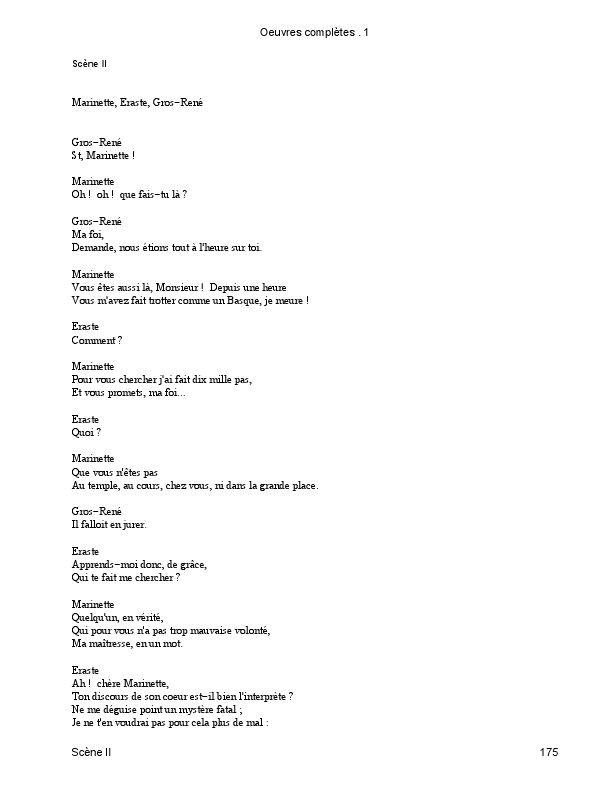 Oeuvres complètes . 1
Scène II
Marinette, Eraste, Gros−René
Gros−René
St, Marinette !
Marinette
Oh !  oh !  que fais−tu là ?
Gros−René
Ma foi,
Demande, nous étions tout à l'heure sur toi.
Marinette
Vous êtes aussi là, Monsieur !  Depuis une heure
Vous m'avez fait trotter comme un Basque, je meure !
Eraste
Comment ?
Marinette
Pour vous chercher j'ai fait dix mille pas,
Et vous promets, ma foi...
Eraste
Quoi ?
Marinette
Que vous n'êtes pas
Au temple, au cours, chez vous, ni dans la grande place.
Gros−René
Il falloit en jurer.
Eraste
Apprends−moi donc, de grâce,
Qui te fait me chercher ?
Marinette
Quelqu'un, en vérité,
Qui pour vous n'a pas trop mauvaise volonté,
Ma maîtresse, en un mot.
Eraste
Ah !  chère Marinette,
Ton discours de son coeur est−il bien l'interprète ?
Ne me déguise point un mystère fatal ;
Je ne t'en voudrai pas pour cela plus de mal :
Scène II 175